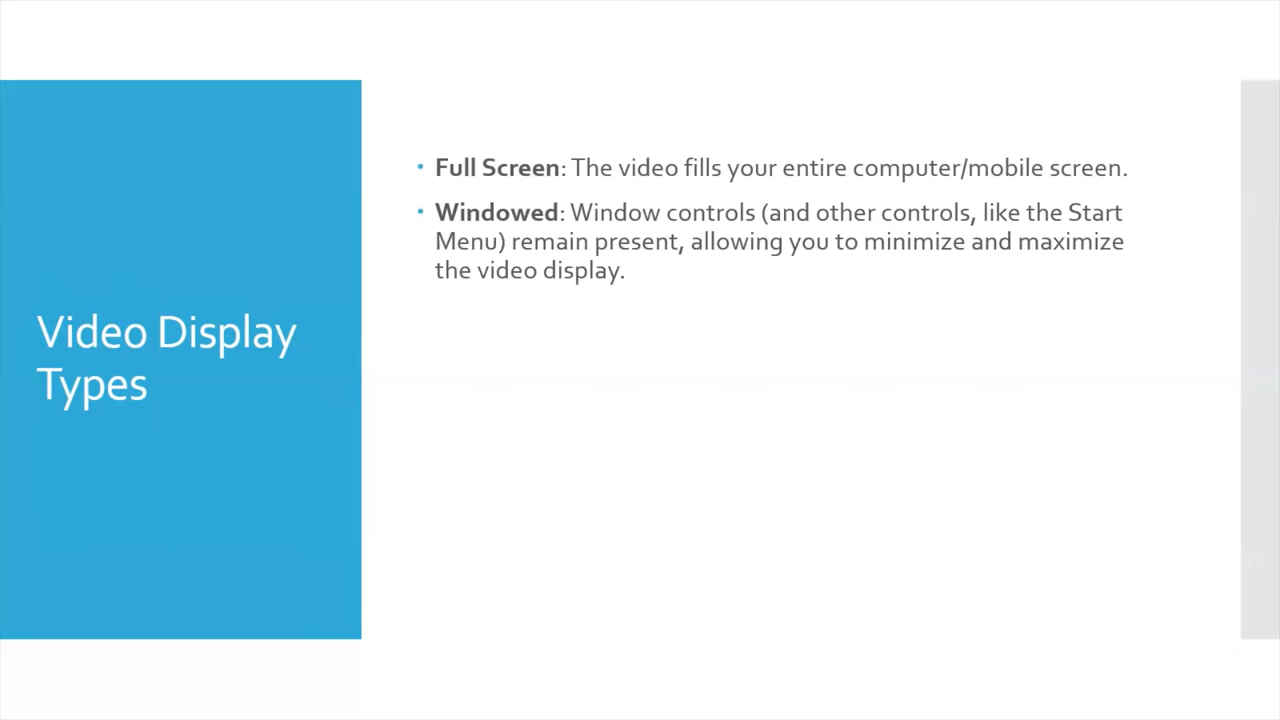 Video Display
Types
• Full Screen: The video fills your entire computer/mobile screen.
• Windowed: Window controls (and other controls, like the Start
Menu) remain present, allowing you to minimize and maximize
the video display.